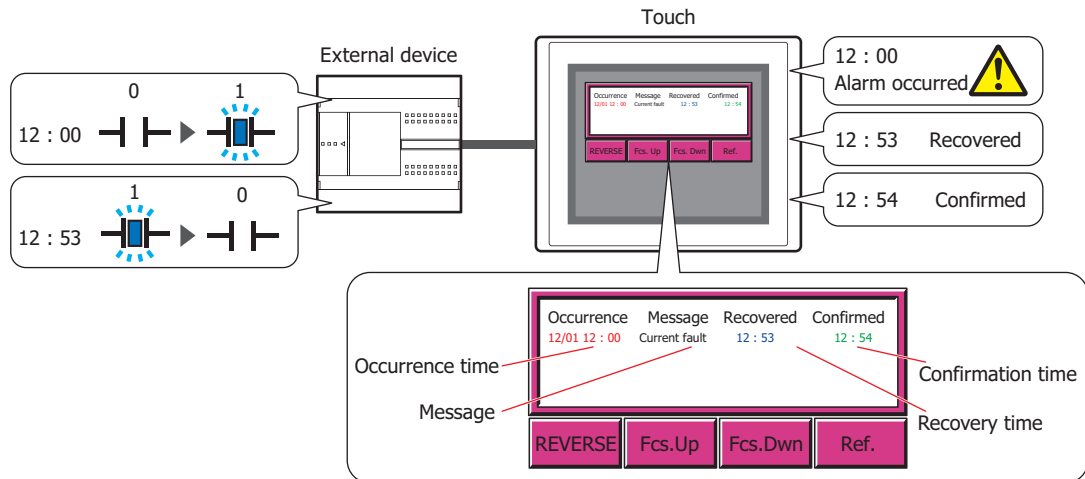 Touch
External device
0 1
12 : 00
1 0
12 : 53
Occurrence Message Recovered Confirmed
12/01 12 : 00 Current fault 12 : 53 12 : 54
REVERSE Fcs. Up Fcs. Dwn Ref.
12 : 00
Alarm occurred
12 : 53 Recovered
12 : 54 Confirmed
Occurrence Message Recovered Confirmed
12/01 12 : 00 Current fault 12 : 53 12 : 54
Occurrence time
Confirmation time
Message
Recovery time
REVERSE Fcs.Up Fcs.Dwn Ref.